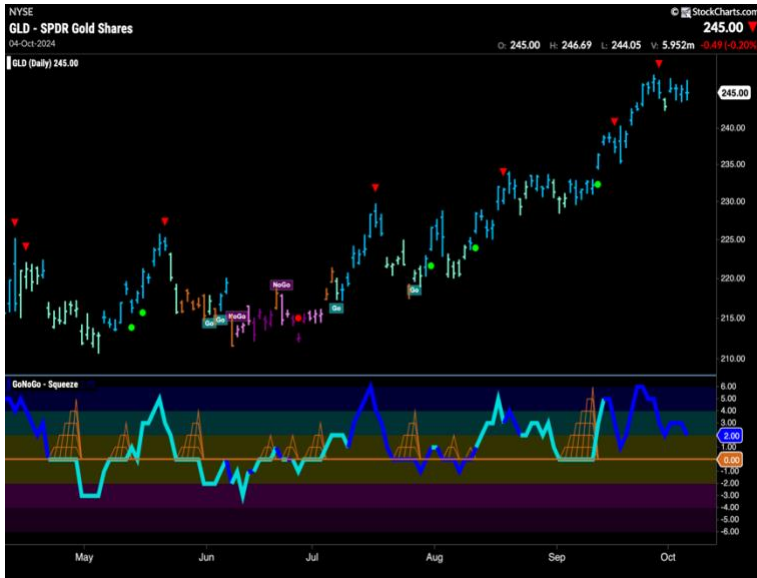 NYSE
© StockCharts.com
GLD - SPDR Gold Shares
245.00
04-Oct-2024
O: 245.00 H: 246.69 L: 244.05 V: 5.952m -0.49 (-0.20%)
GLD (Daily) 245.00
245.00
240.00
235.00
230.00
225.00
220.00
215.00
210.00
NoGo
Go
Go
Go
Go
NoGo
GoNoGo - Squeeze
6.00
5.00
4.00
3.00
2.00
1.00
0.00
-1.00
-2.00
-3.00
-4.00
-5.00
-6.00
May Jun Jul Aug Sep Oct